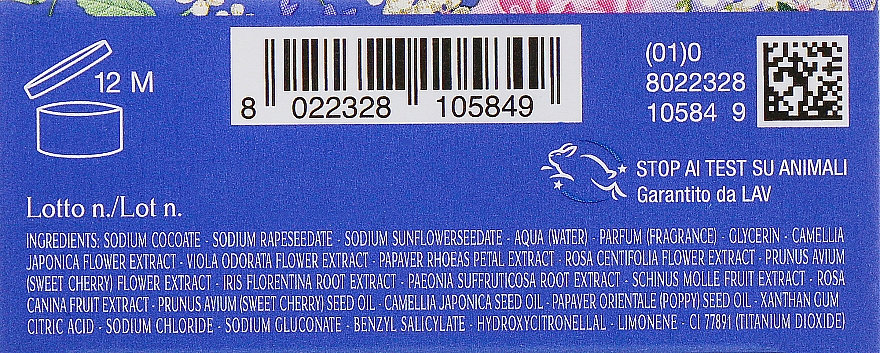 12 M
8 022328 105849
(01)0
8022328
10584 9
STOP AI TEST SU ANIMALI
Garantito da LAV
Lotto n./Lot n.
INGREDIENTS: SODIUM COCOATE - SODIUM RAPESEEDATE - SODIUM SUNFLOWERSEEDATE - AQUA (WATER) - PARFUM (FRAGRANCE) - GLYCERIN - CAMELLIA
JAPONICA FLOWER EXTRACT - VIOLA ODORATA FLOWER EXTRACT - PAPAVER RHOEAS PETAL EXTRACT - ROSA CENTIFOLIA FLOWER EXTRACT - PRUNUS AVIUM
(SWEET CHERRY) FLOWER EXTRACT - IRIS FLORENTINA ROOT EXTRACT - PAEONIA SUFFRUTICOSA ROOT EXTRACT - SCHINUS MOLLE FRUIT EXTRACT - ROSA
CANINA FRUIT EXTRACT - PRUNUS AVIUM (SWEET CHERRY) SEED OIL - CAMELLIA JAPONICA SEED OIL - PAPAVER ORIENTALE (POPPY) SEED OIL - XANTHAN GUM
CITRIC ACID - SODIUM CHLORIDE - SODIUM GLUCONATE - BENZYL SALICYLATE - HYDROXYCITRONELLAL - LIMONENE - CI 77891 (TITANIUM DIOXIDE)